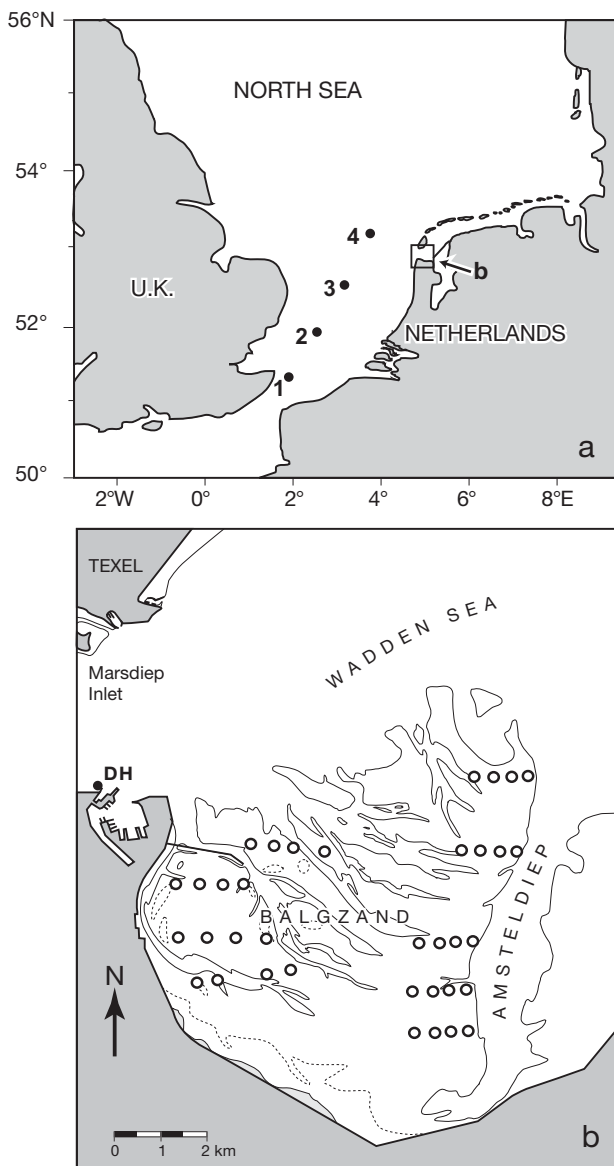 56°N
NORTH SEA
54°
4
3
b
U.K.
52°
2
NETHERLANDS
1
50°
a
2°W 0° 2° 4° 6° 8°E
TEXEL
WADDEN SEA
Marsdiep
Inlet
DH
BALGZAND
AMSTELDIEP
N
0 1 2 km
b